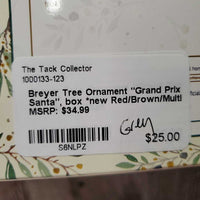 The Tack Collector
1000133-123
Breyer Tree Ornament "Grand Prix
Santa", box *new Red/Brown/Multi
MSRP: $34.99
Grey
$25.00
S6NLPZ